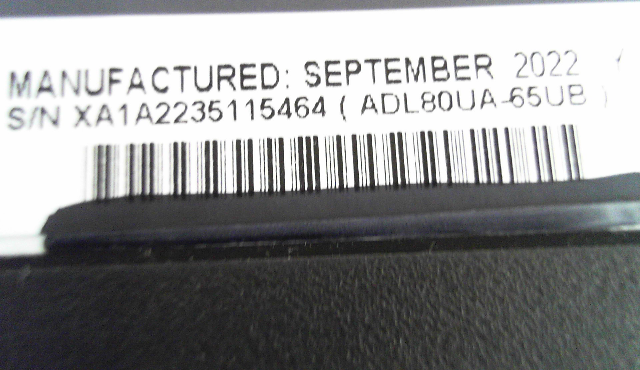 MANUFACTURED: SEPTEMBER 2022
S/N XA1A2235115464 ( ADL80UA-65UB )